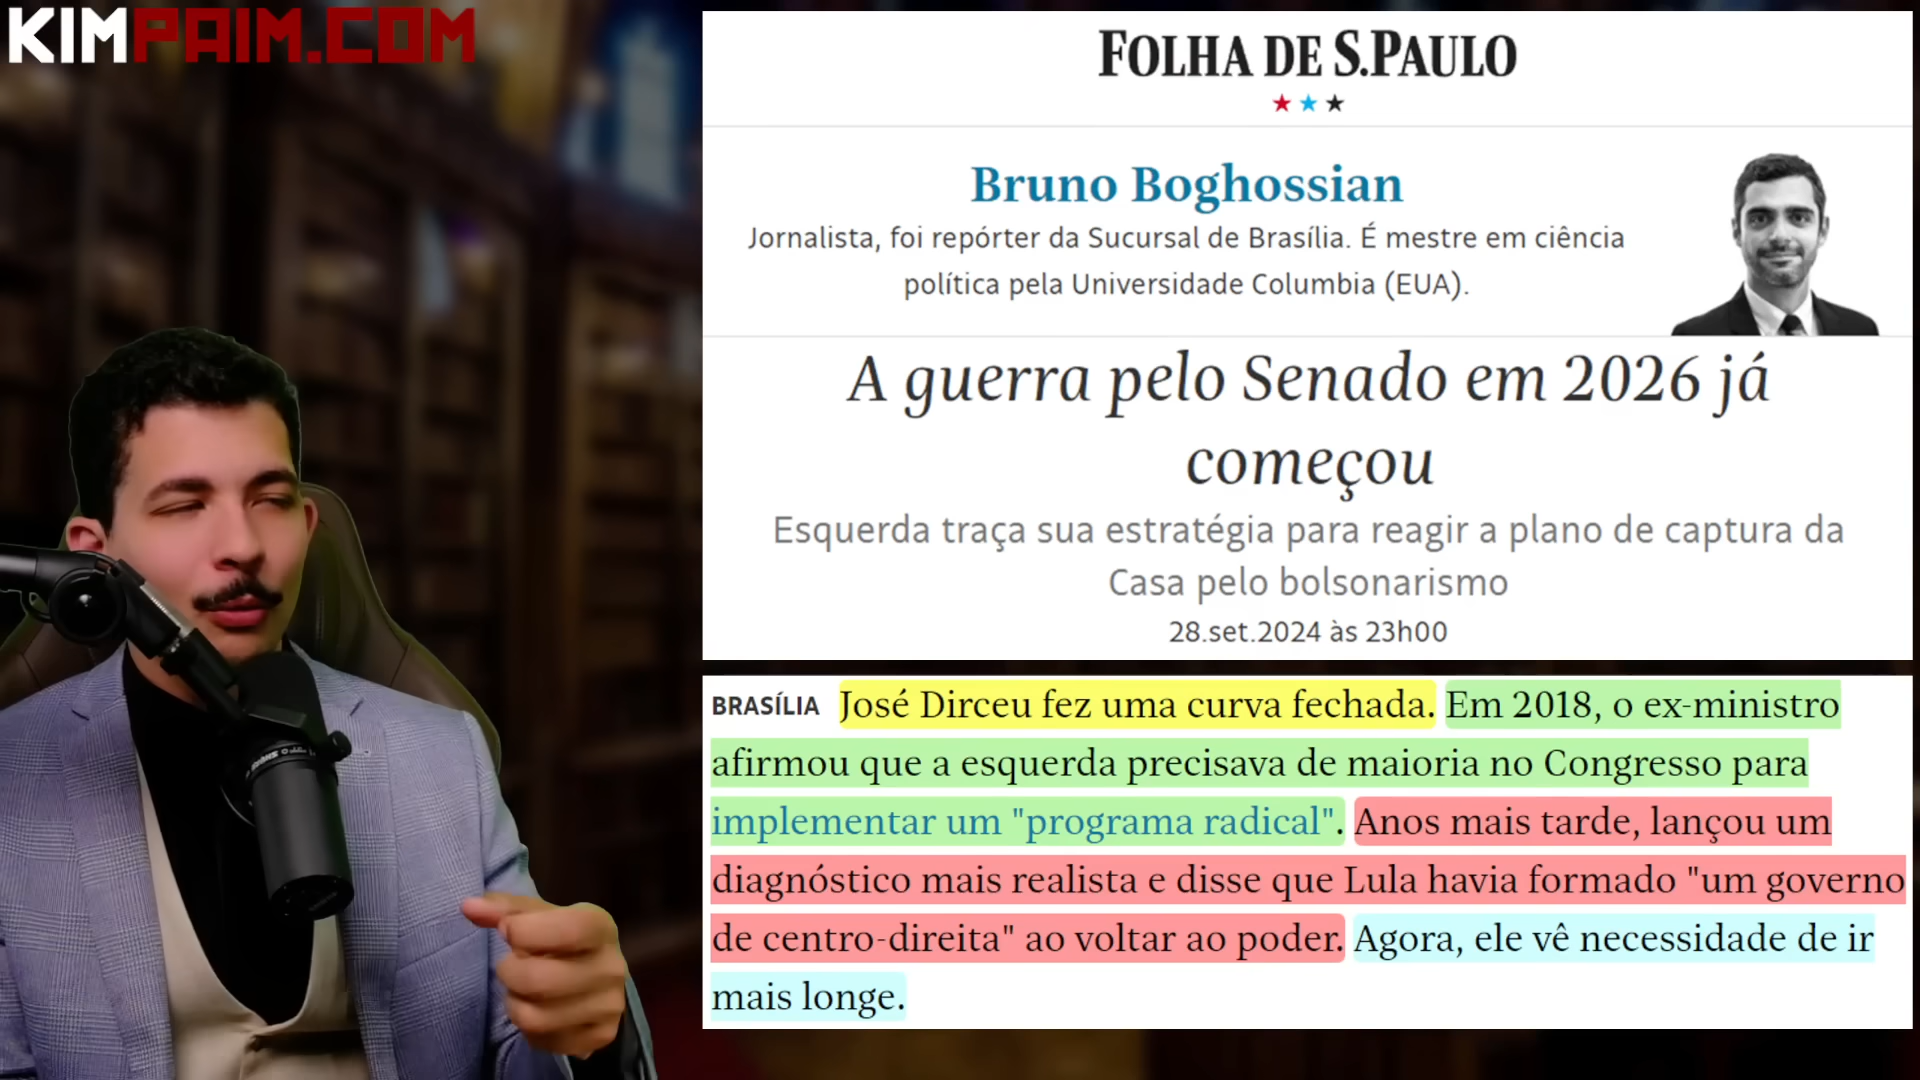 KIMPAIM.COM
FOLHA DE S.PAULO
Bruno Boghossian
Jornalista, foi repórter da Sucursal de Brasília. É mestre em ciência
política pela Universidade Columbia (EUA).
A guerra pelo Senado em 2026 já
começou
Esquerda traça sua estratégia para reagir a plano de captura da
Casa pelo bolsonarismo
28.set.2024 às 23h00
BRASÍLIA José Dirceu fez uma curva fechada. Em 2018, o ex-ministro
afirmou que a esquerda precisava de maioria no Congresso para
implementar um "programa radical". Anos mais tarde, lançou um
diagnóstico mais realista e disse que Lula havia formado "um governo
de centro-direita" ao voltar ao poder. Agora, ele vê necessidade de ir
mais longe.